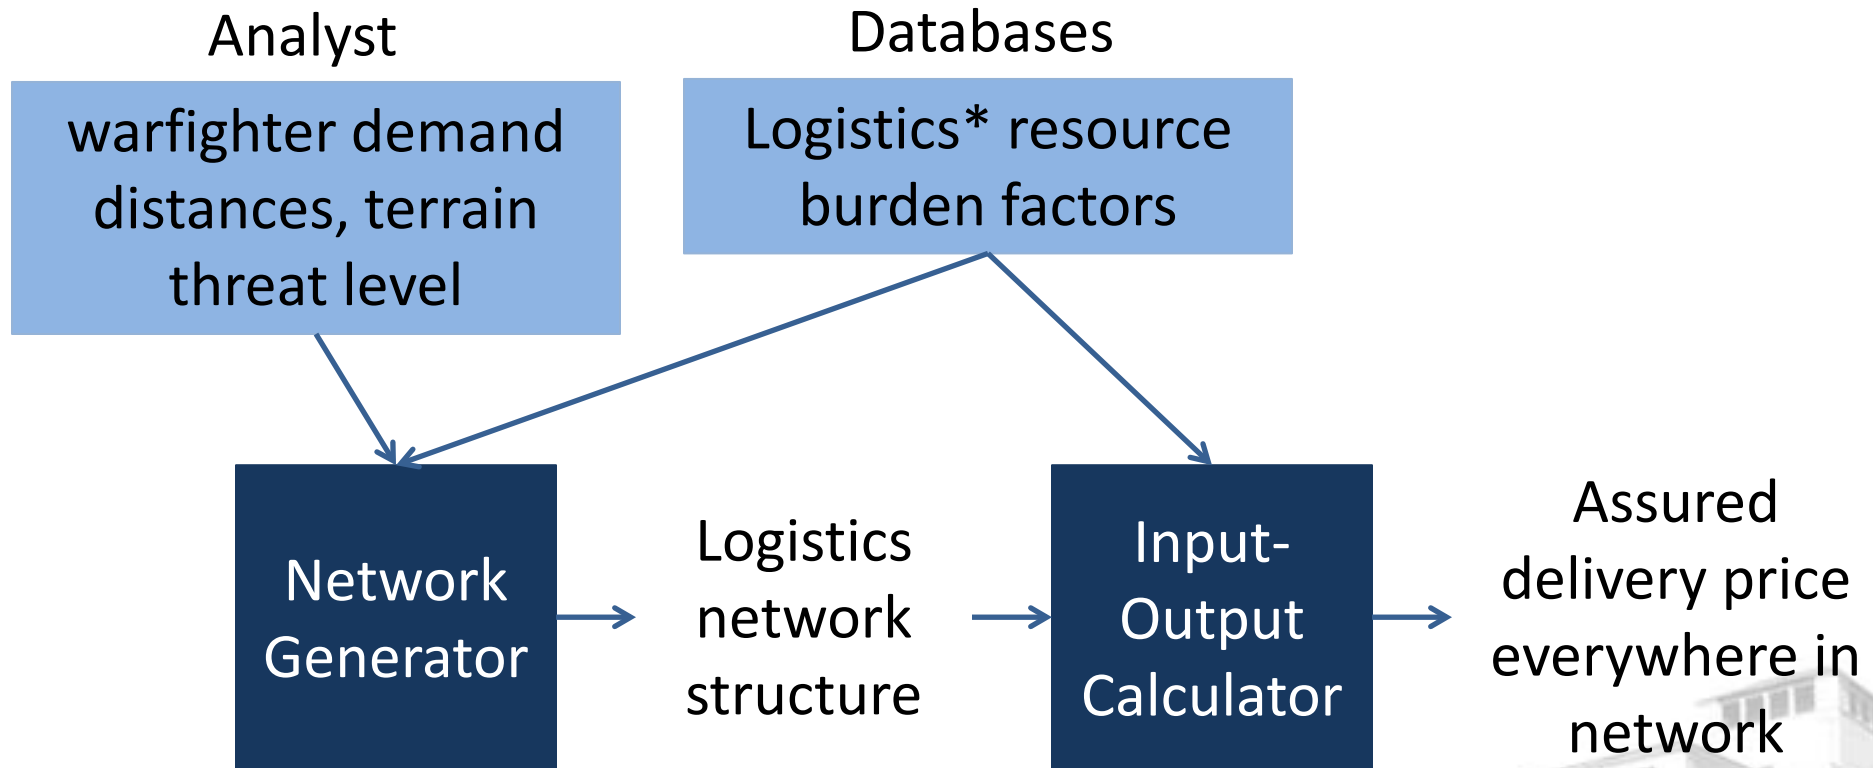 Analyst
warfighter demand
distances, terrain
threat level
Databases
Logistics* resource
burden factors
Network
Generator
Logistics
network
structure
Input-
Output
Calculator
Assured
delivery price
everywhere in
network